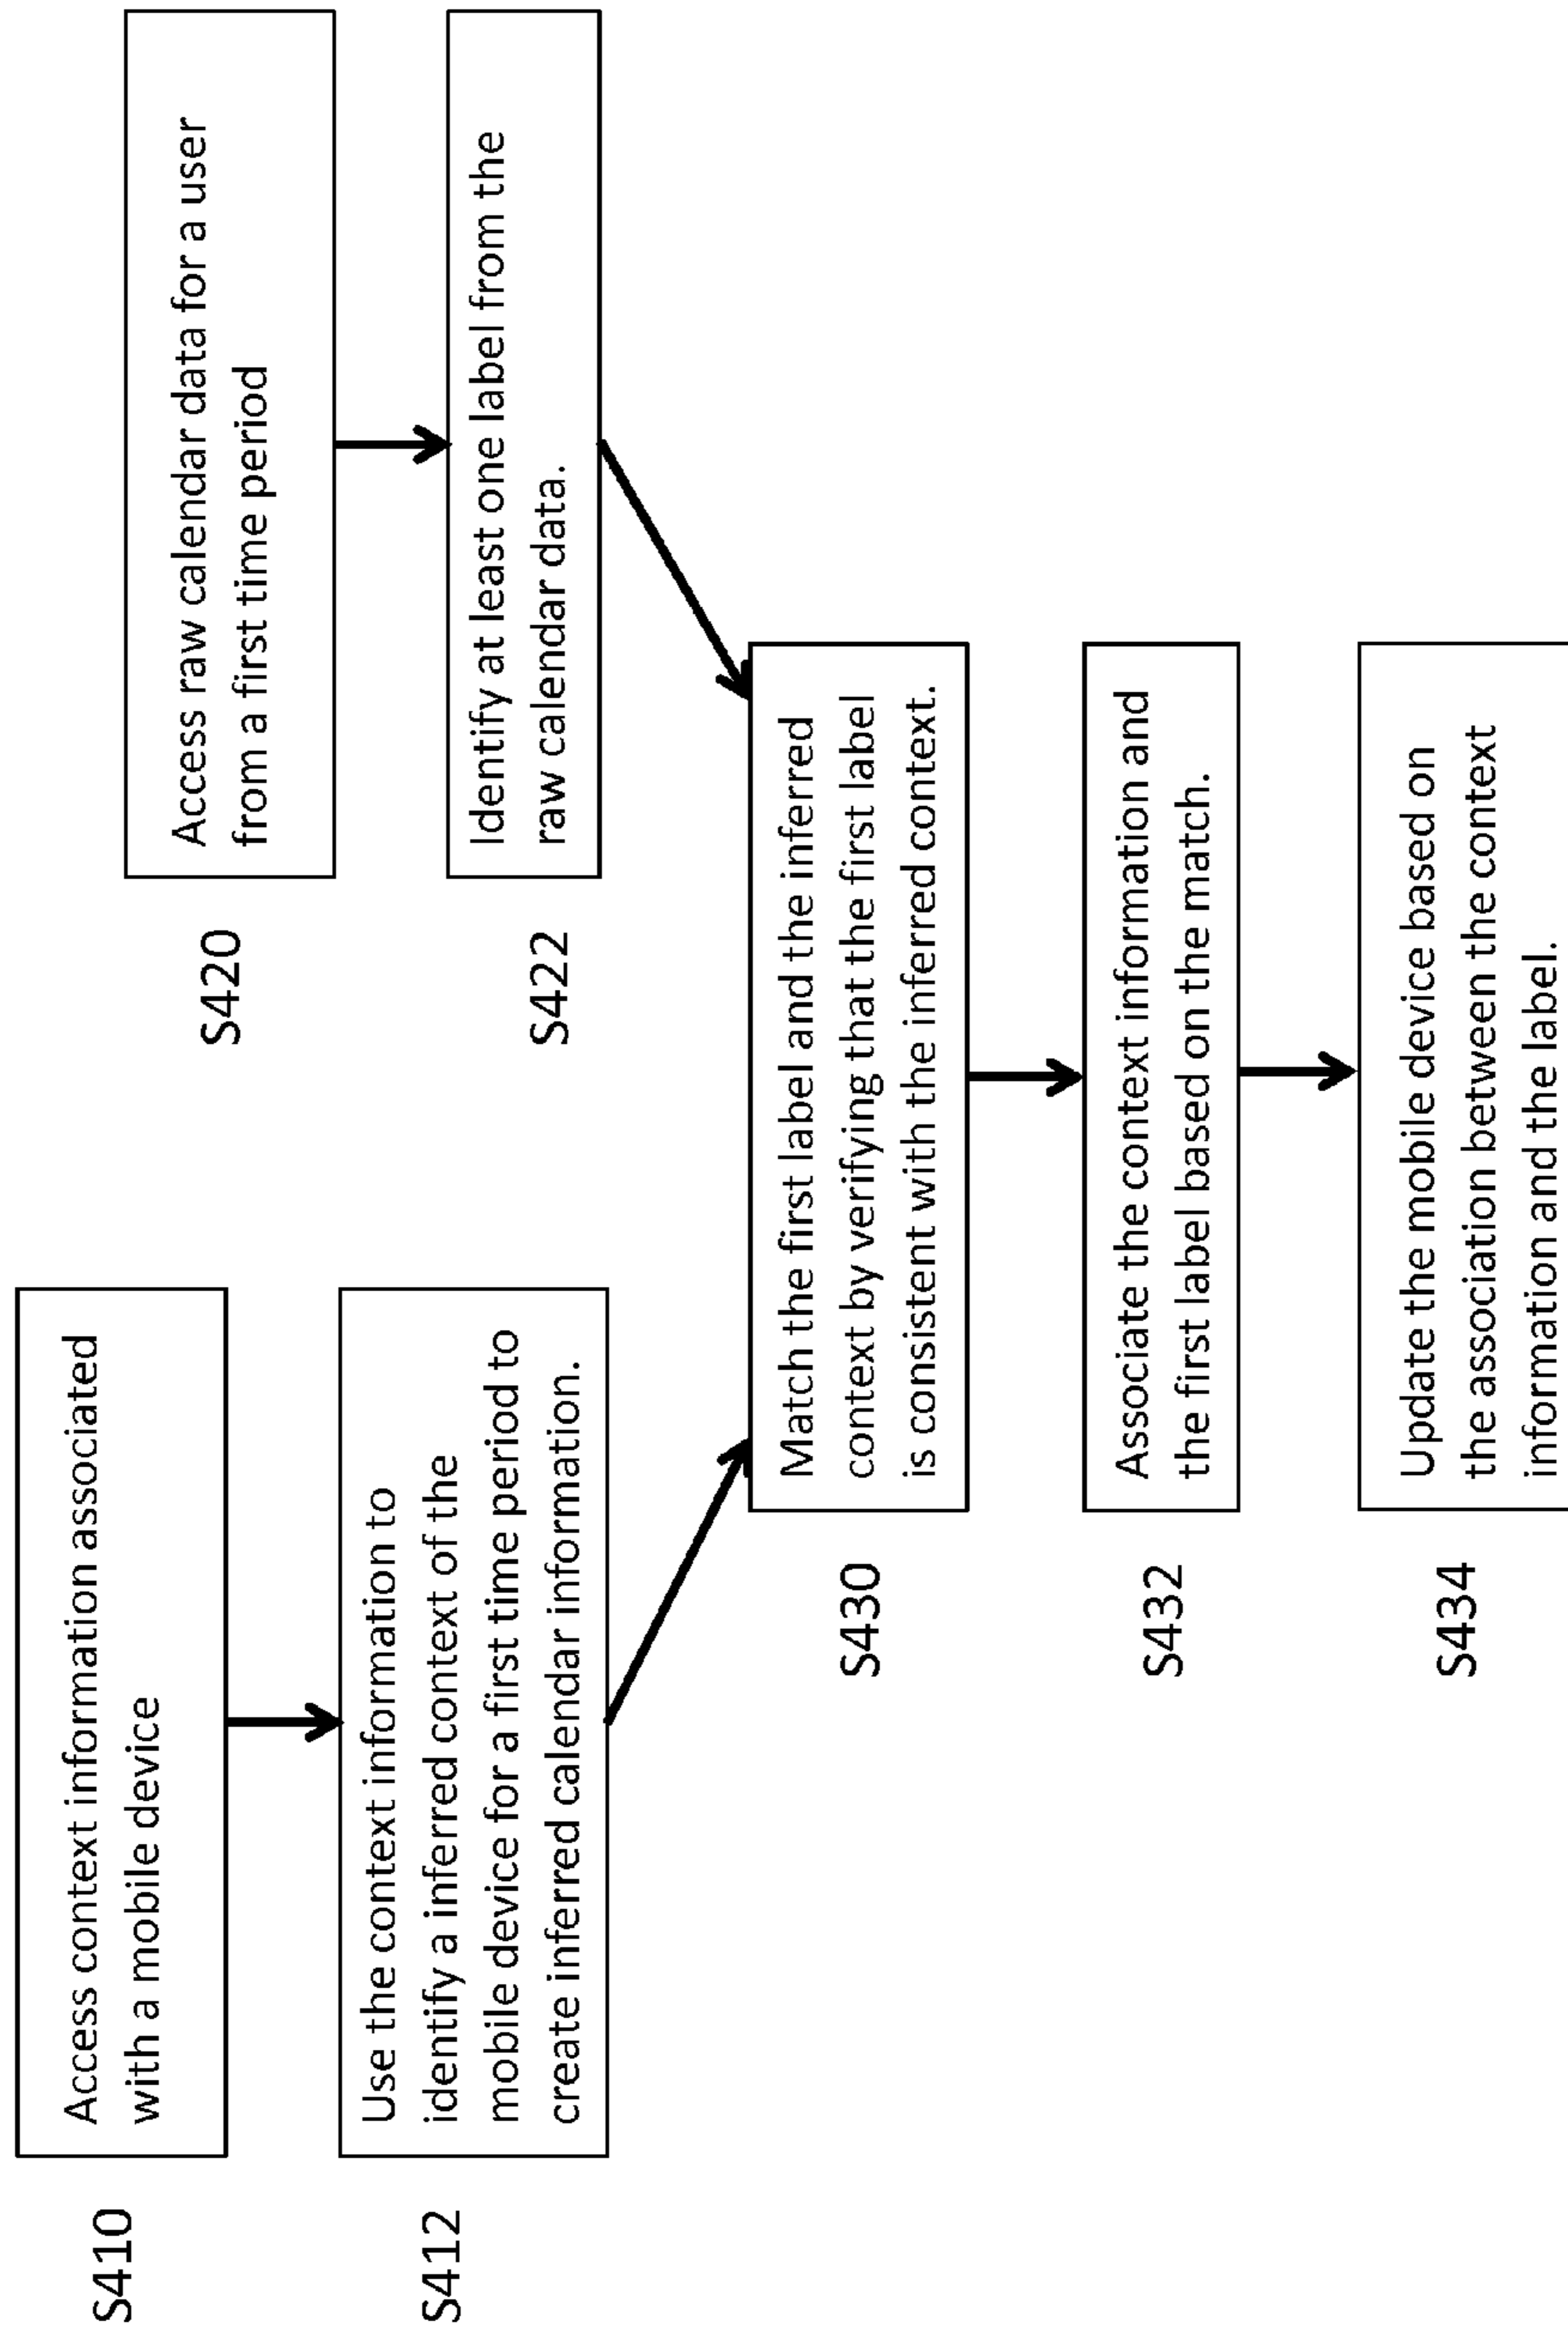 S410
Access context information associated
with a mobile device
S412
Use the context information to
identify a inferred context of the
mobile device for a first time period to
create inferred calendar information.
S420
Access raw calendar data for a user
from a first time period
S422
Identify at least one label from the
raw calendar data.
S430
Match the first label and the inferred
context by verifying that the first label
is consistent with the inferred context.
S432
Associate the context information and
the first label based on the match.
S434
Update the mobile device based on
the association between the context
information and the label.